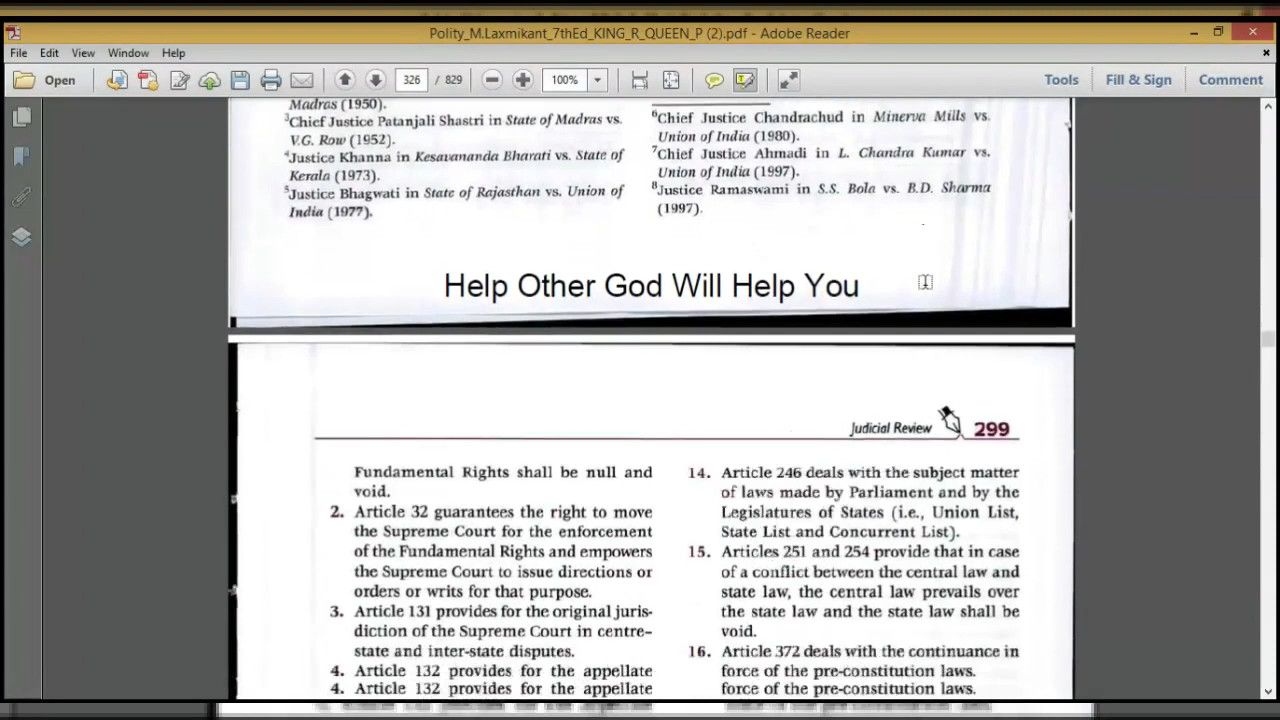 Polity_M.Laxmikant_7thEd_KING_R_QUEEN_P (2).pdf - Adobe Reader
File Edit View Window Help
Open 326 / 829 100% Tools Fill & Sign Comment
Madras (1950).
3Chief Justice Patanjali Shastri in State of Madras vs.
V.G. Row (1952).
4Justice Khanna in Kesavananda Bharati vs. State of
Kerala (1973).
5Justice Bhagwati in State of Rajasthan vs. Union of
India (1977).
6Chief Justice Chandrachud in Minerva Mills vs.
Union of India (1980).
7Chief Justice Ahmadi in L. Chandra Kumar vs.
Union of India (1997).
8Justice Ramaswami in S.S. Bola vs. B.D. Sharma
(1997).
Help Other God Will Help You
Judicial Review 299
Fundamental Rights shall be null and
void.
2. Article 32 guarantees the right to move
the Supreme Court for the enforcement
of the Fundamental Rights and empowers
the Supreme Court to issue directions or
orders or writs for that purpose.
3. Article 131 provides for the original juris-
diction of the Supreme Court in centre–
state and inter-state disputes.
4. Article 132 provides for the appellate
4. Article 132 provides for the appellate
14. Article 246 deals with the subject matter
of laws made by Parliament and by the
Legislatures of States (i.e., Union List,
State List and Concurrent List).
15. Articles 251 and 254 provide that in case
of a conflict between the central law and
state law, the central law prevails over
the state law and the state law shall be
void.
16. Article 372 deals with the continuance in
force of the pre-constitution laws.
force of the pre-constitution laws.